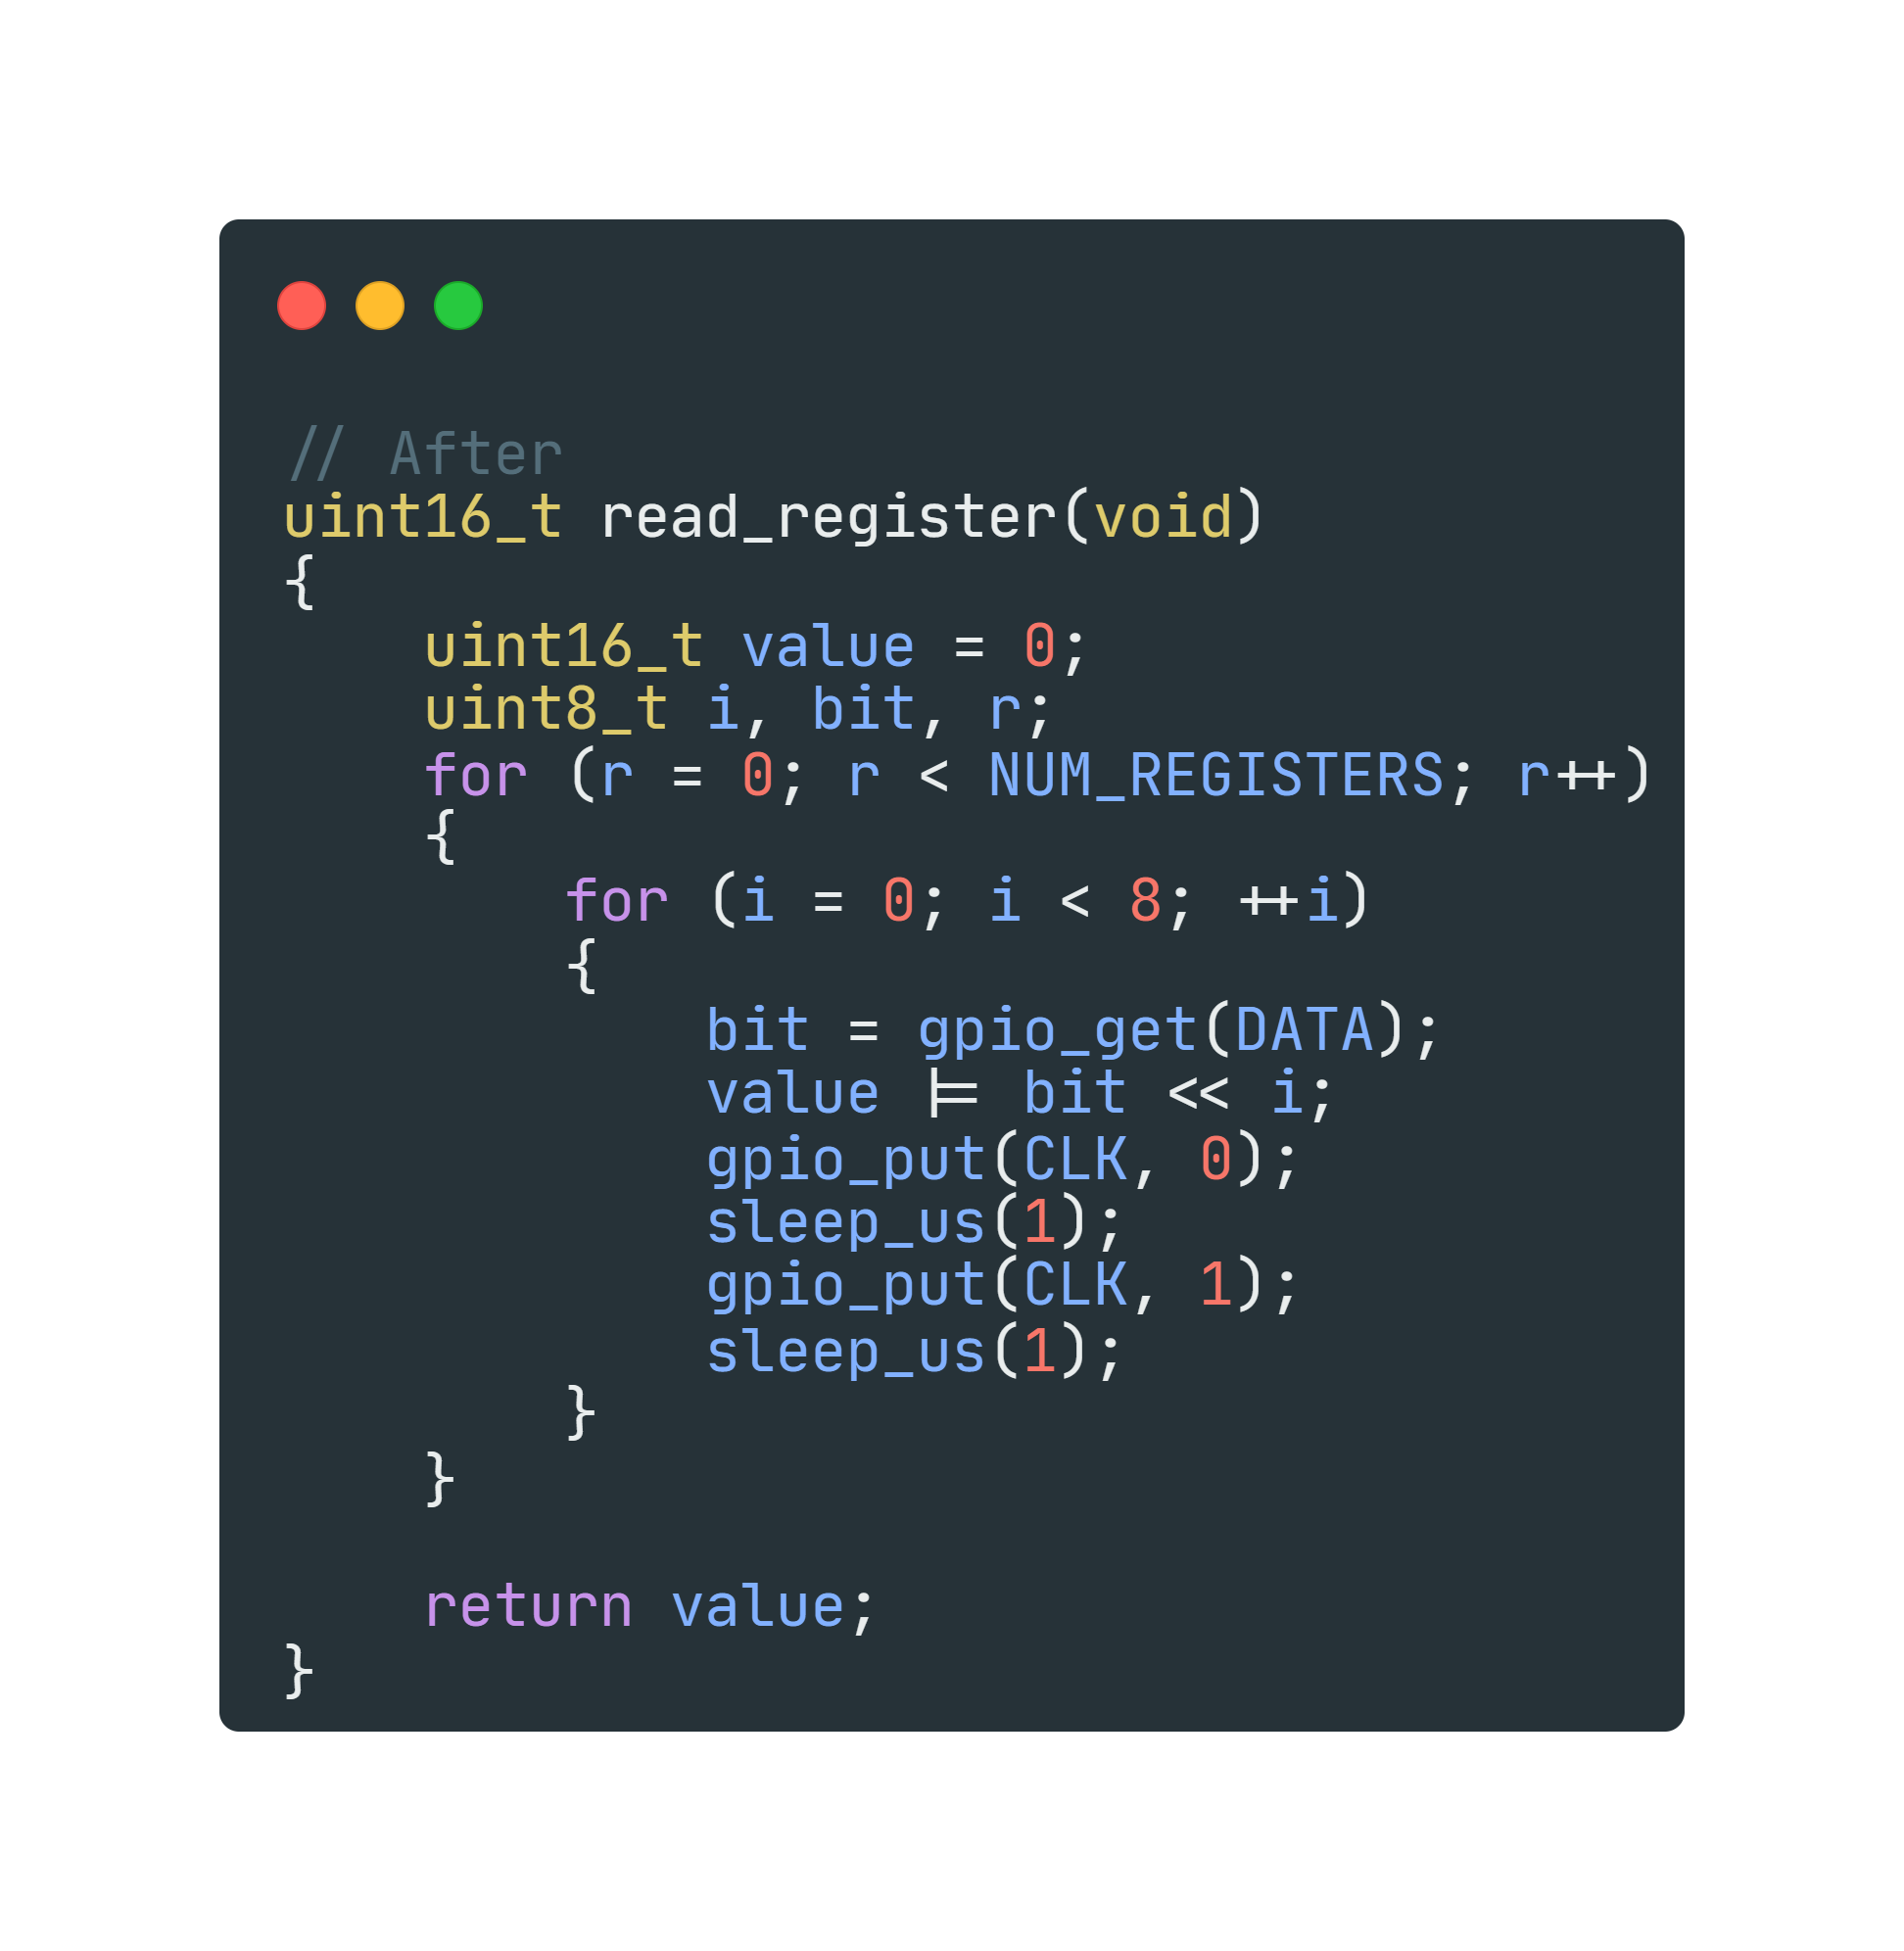 // After
uint16_t read_register(void)
{
    uint16_t value = 0;
    uint8_t i, bit, r;
    for (r = 0; r < NUM_REGISTERS; r++)
    {
        for (i = 0; i < 8; ++i)
        {
            bit = gpio_get(DATA);
            value |= bit << i;
            gpio_put(CLK, 0);
            sleep_us(1);
            gpio_put(CLK, 1);
            sleep_us(1);
        }
    }

    return value;
}